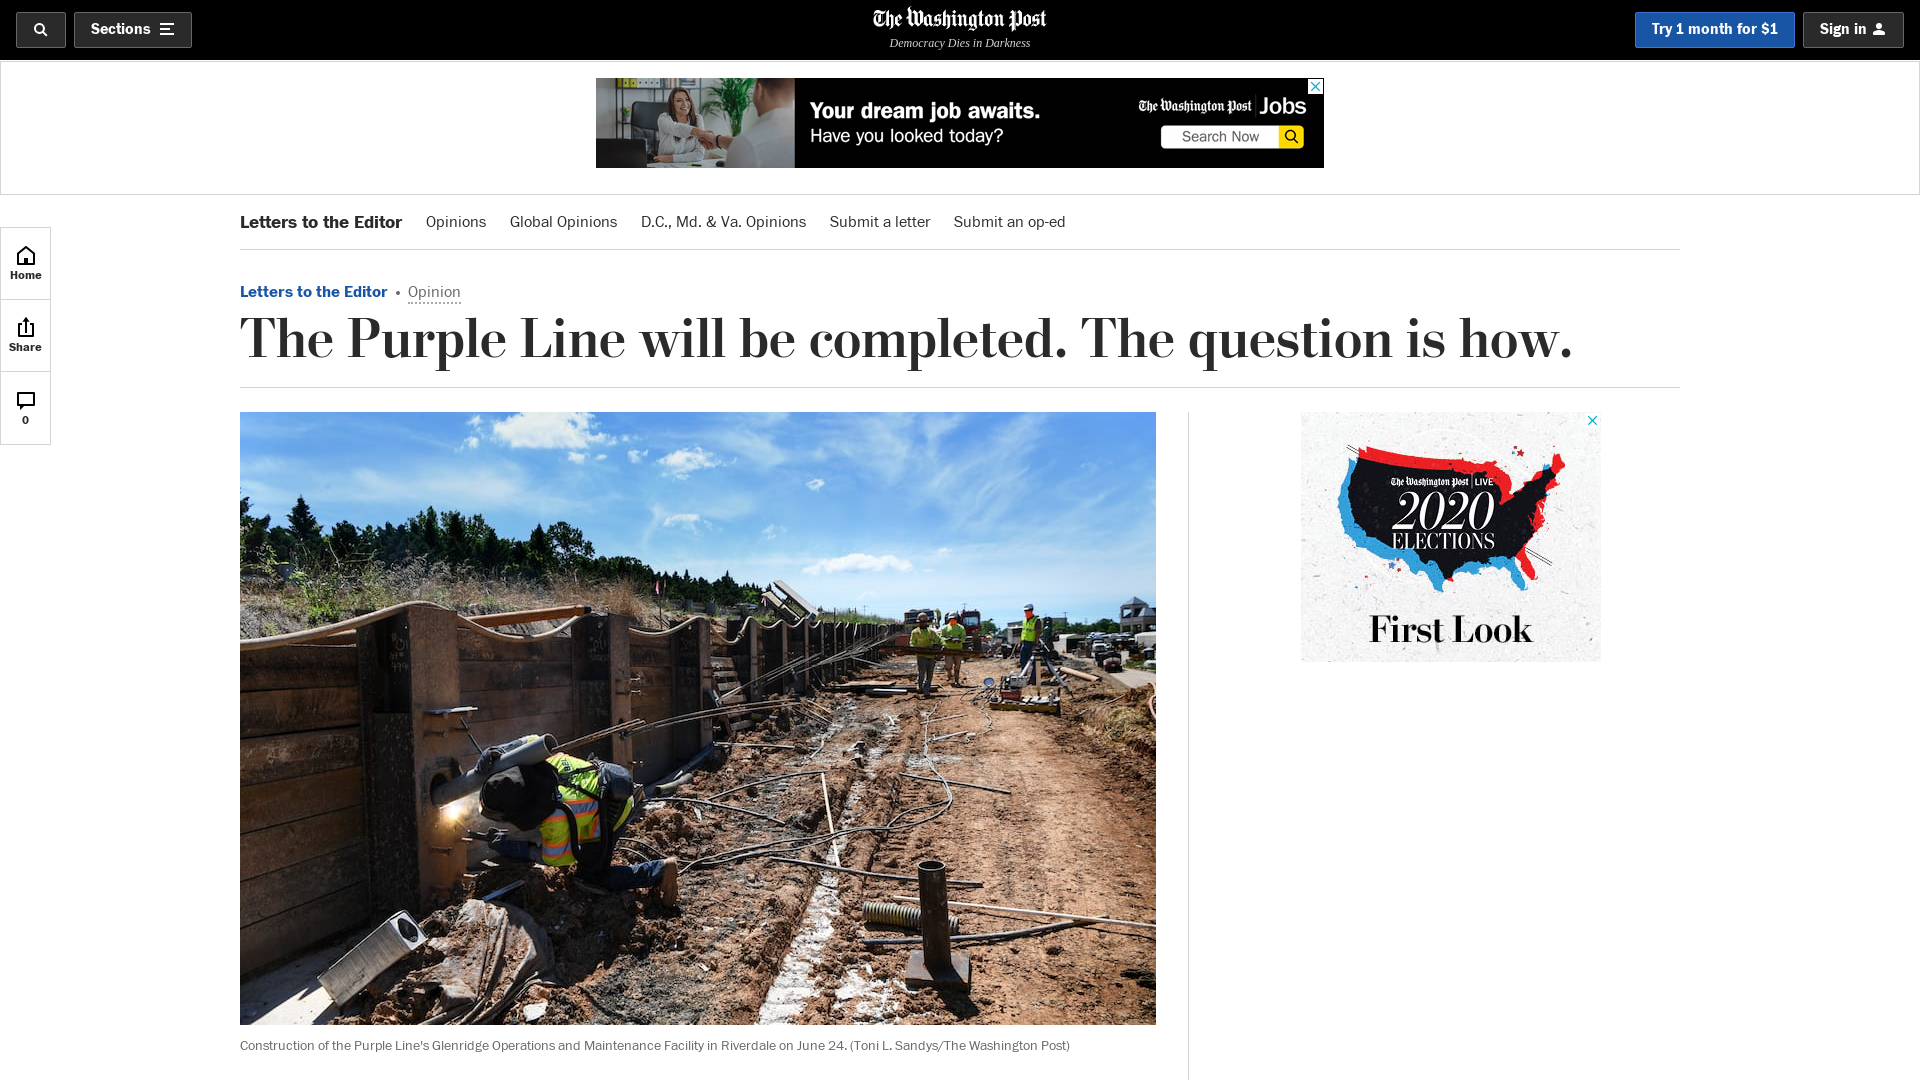 Sections
The Washington Post
Democracy Dies in Darkness
Try 1 month for $1
Sign in
Your dream job awaits.
Have you looked today?
The Washington Post Jobs
Search Now
Letters to the Editor
Opinions
Global Opinions
D.C., Md. & Va. Opinions
Submit a letter
Submit an op-ed
Home
Share
0
Letters to the Editor • Opinion
The Purple Line will be completed. The question is how.
The Washington Post LIVE
2020
ELECTIONS
First Look
Construction of the Purple Line's Glenridge Operations and Maintenance Facility in Riverdale on June 24. (Toni L. Sandys/The Washington Post)